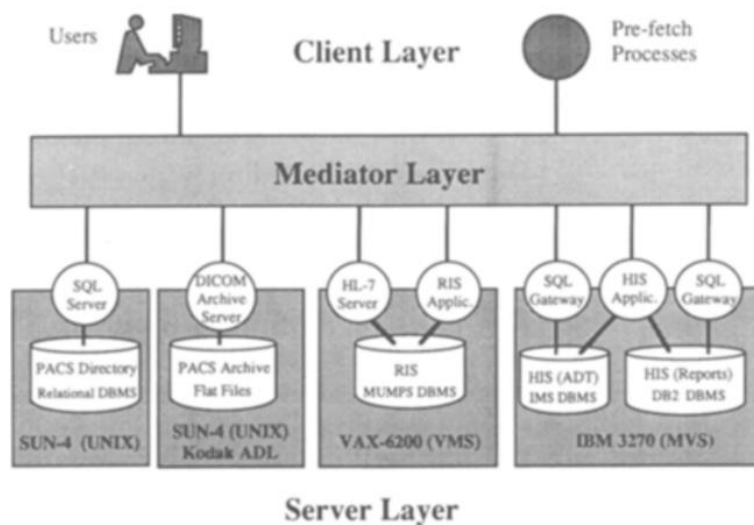 Users
Client Layer
Pre-fetch
Processes
Mediator Layer
SQL
Server
DICOM
Archive
Server
HL-7
Server
RIS
Applic.
SQL
Gateway
HIS
Applic.
SQL
Gateway
PACS Directory
Relational DBMS
PACS Archive
Flat Files
RIS
MUMPS DBMS
HIS (ADT)
IMS DBMS
HIS (Reports)
DB2 DBMS
SUN-4 (UNIX)
SUN-4 (UNIX)
Kodak ADL
VAX-6200 (VMS)
IBM 3270 (MVS)
Server Layer